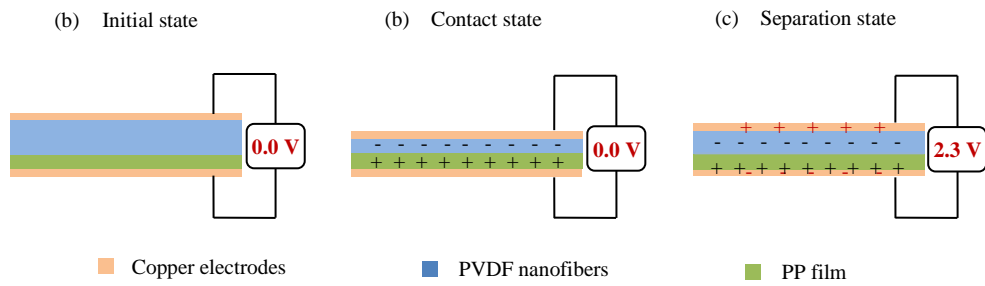 (b) Initial state
(b) Contact state
(c) Separation state
0.0 V
0.0 V
2.3 V
- - - - - - - - -
+ + + + + + + + +
+ + + + +
- - - - - - - -
+ + + + + + + + +
- - - - -
Copper electrodes
PVDF nanofibers
PP film